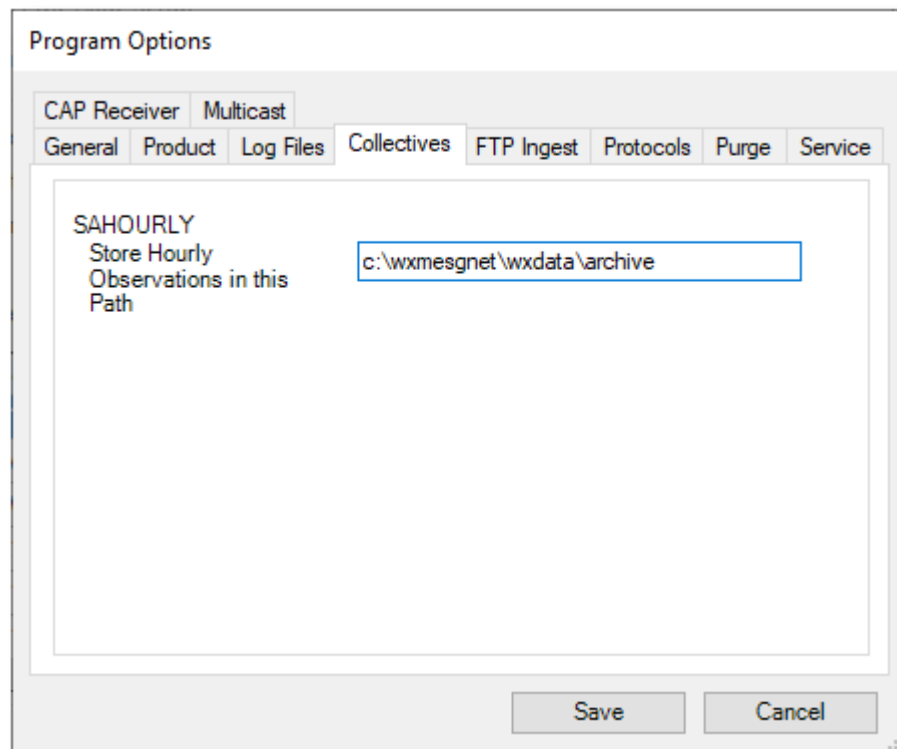 Program Options
CAP Receiver Multicast
General Product Log Files Collectives FTP Ingest Protocols Purge Service
SAHOURLY
Store Hourly
Observations in this
Path
c:\wxmesgnet\wxdata\archive
Save Cancel